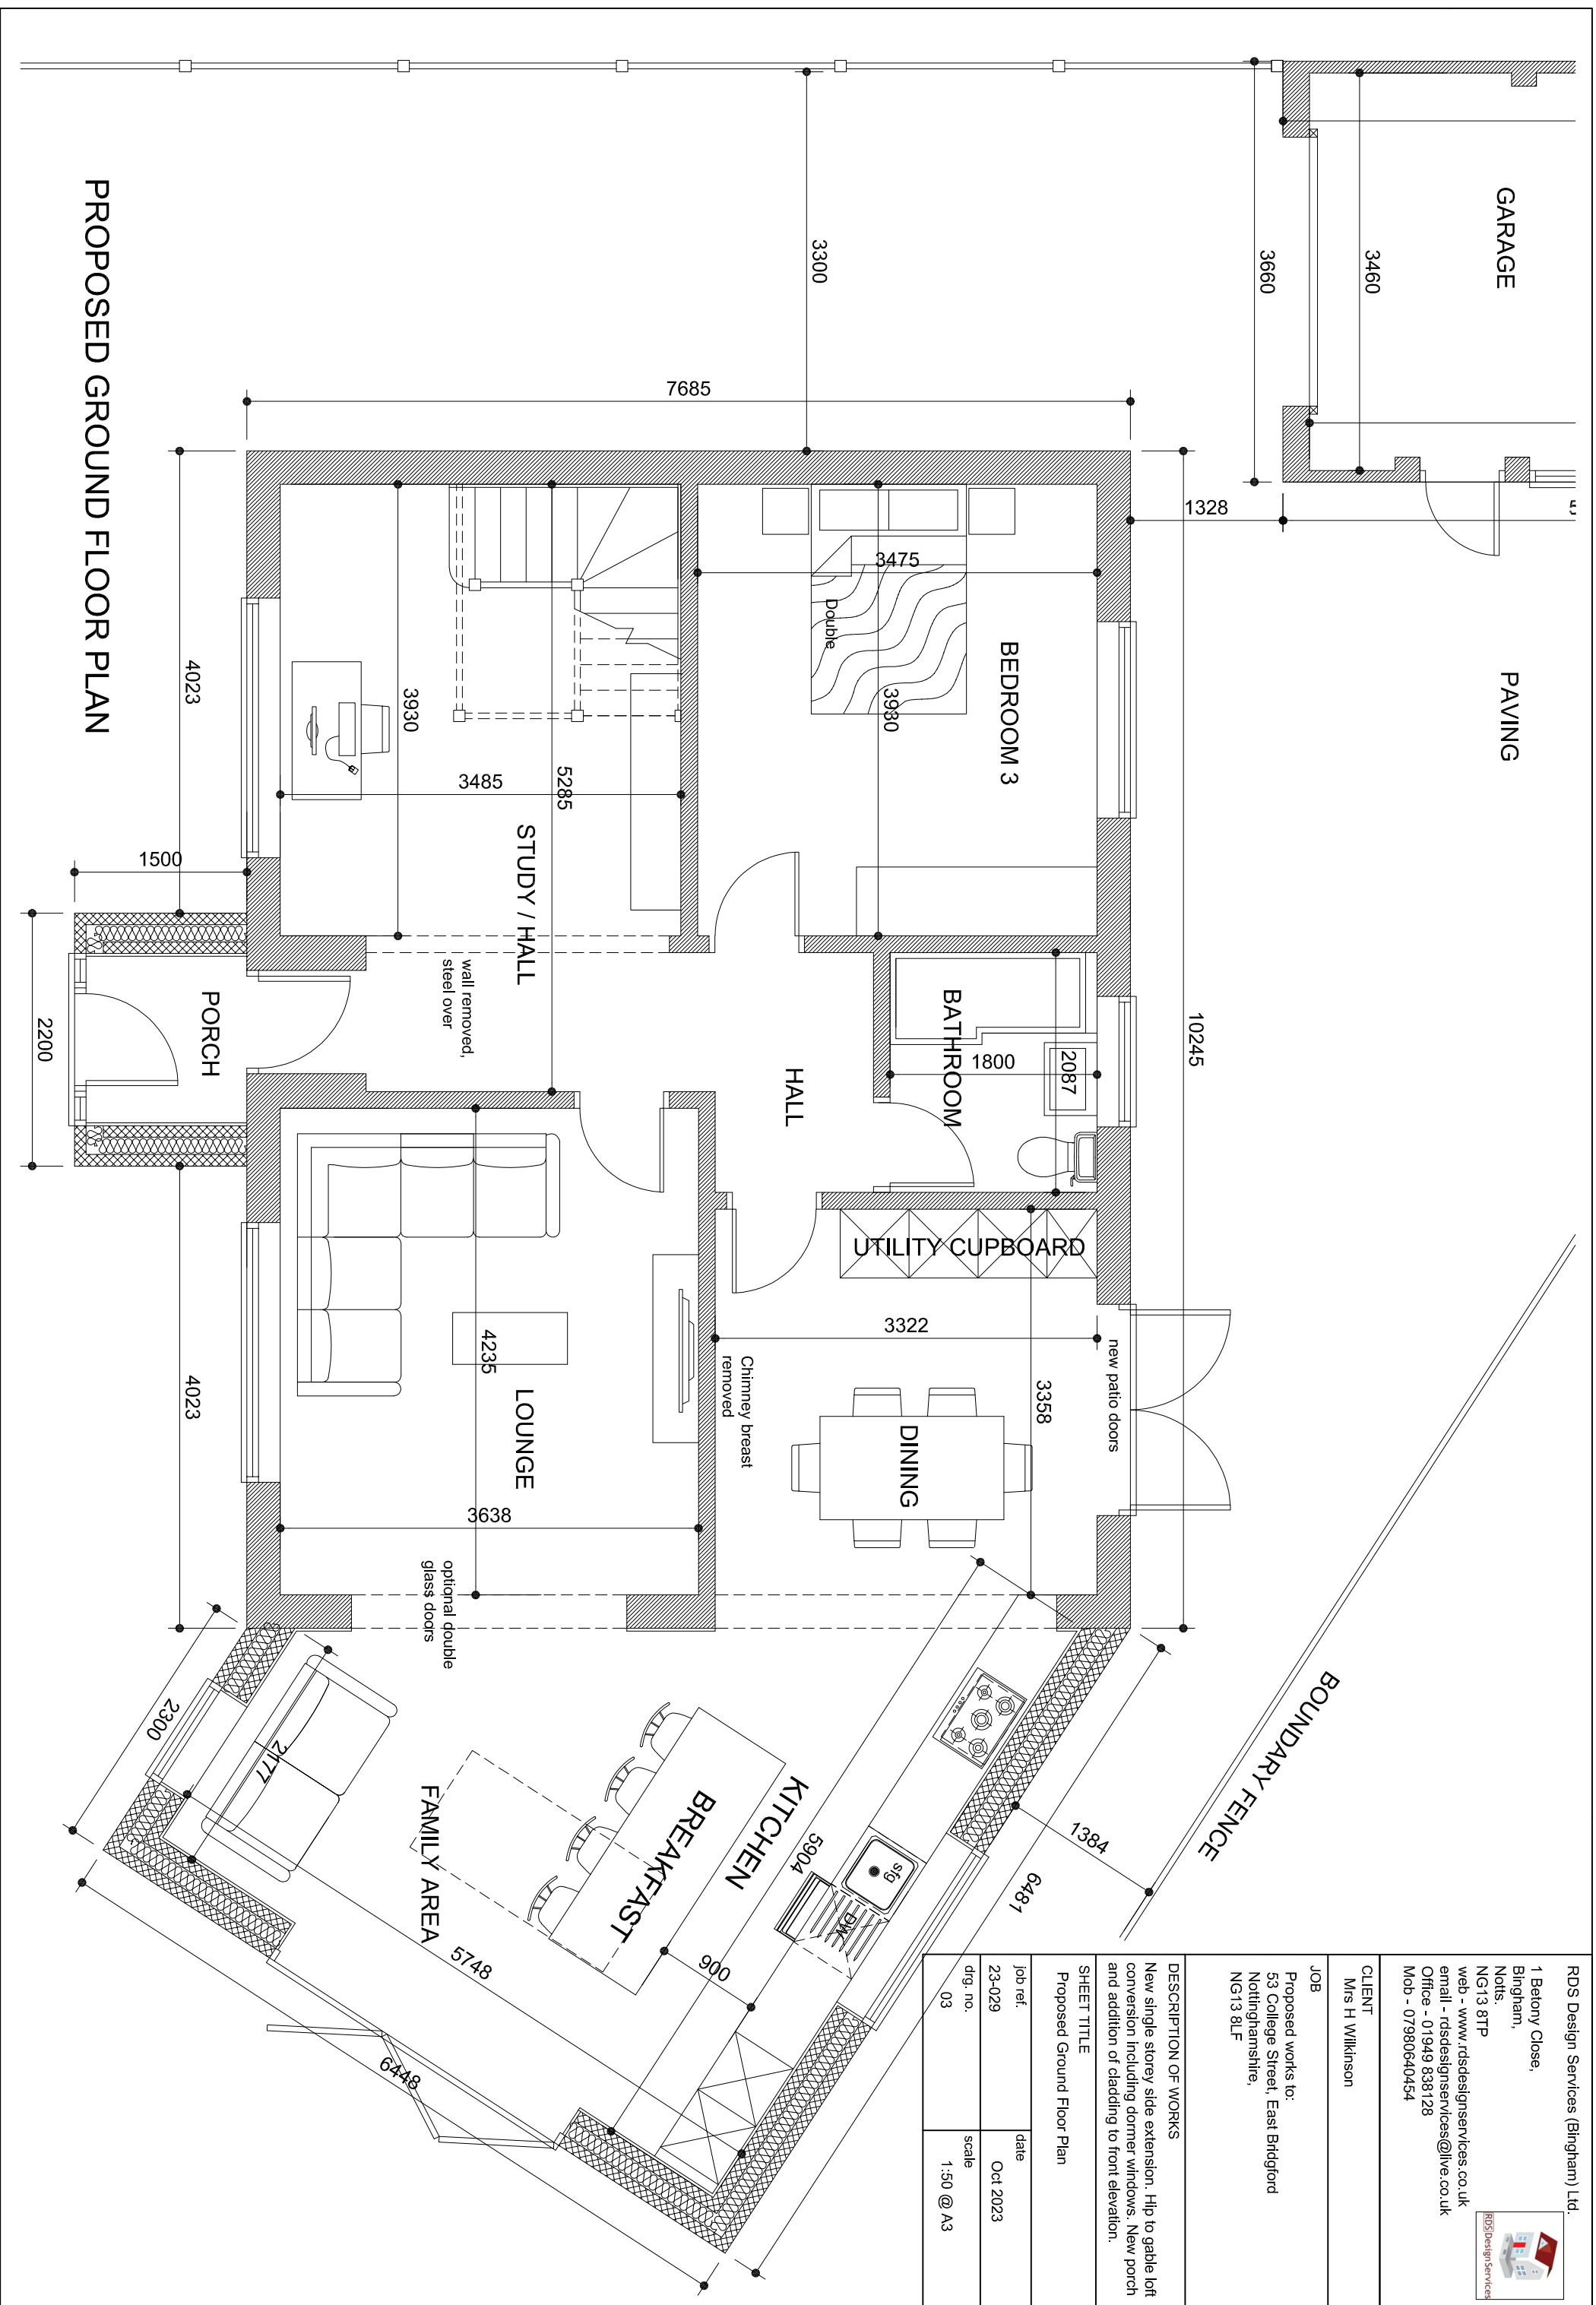 PROPOSED GROUND FLOOR PLAN
GARAGE
3460
3660
3300
PAVING
1328
7685
10245
BEDROOM 3
3475
Double
3930
BATHROOM
2087
1800
HALL
UTILITY CUPBOARD
new patio doors
3322
3358
DINING
Chimney breast
removed
STUDY / HALL
3930
5285
3485
wall removed,
steel over
4023
1500
PORCH
2200
4023
LOUNGE
4235
3638
optional double
glass doors
2300
2177
FAMILY AREA
KITCHEN
BREAKFAST
5904
sfg
DW
900
5748
6448
6481
1384
BOUNDARY FENCE
RDS Design Services (Bingham) Ltd.
1 Betony Close,
Bingham,
Notts.
NG13 8TP
web - www.rdsdesignservices.co.uk
email - rdsdesignservices@live.co.uk
Office - 01949 838128
Mob - 07980640454
RDS Design Services
CLIENT
Mrs H Wilkinson
JOB
Proposed works to:
53 College Street, East Bridgford
Nottinghamshire,
NG13 8LF
DESCRIPTION OF WORKS
New single storey side extension. Hip to gable loft
conversion including dormer windows. New porch
and addition of cladding to front elevation.
SHEET TITLE
Proposed Ground Floor Plan
job ref.
23-029
date
Oct 2023
drg. no.
03
scale
1:50 @ A3